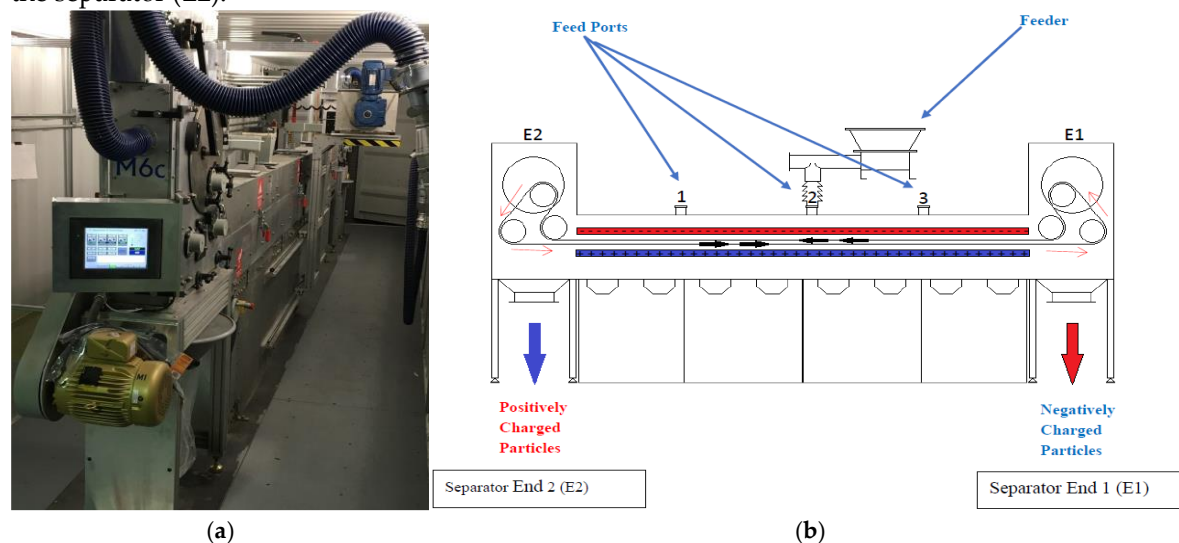 the separator (E2).
M6c
MI
Feed Ports
Feeder
E2
E1
1
2
3
Positively
Charged
Particles
Negatively
Charged
Particles
Separator End 2 (E2)
Separator End 1 (E1)
(a)
(b)